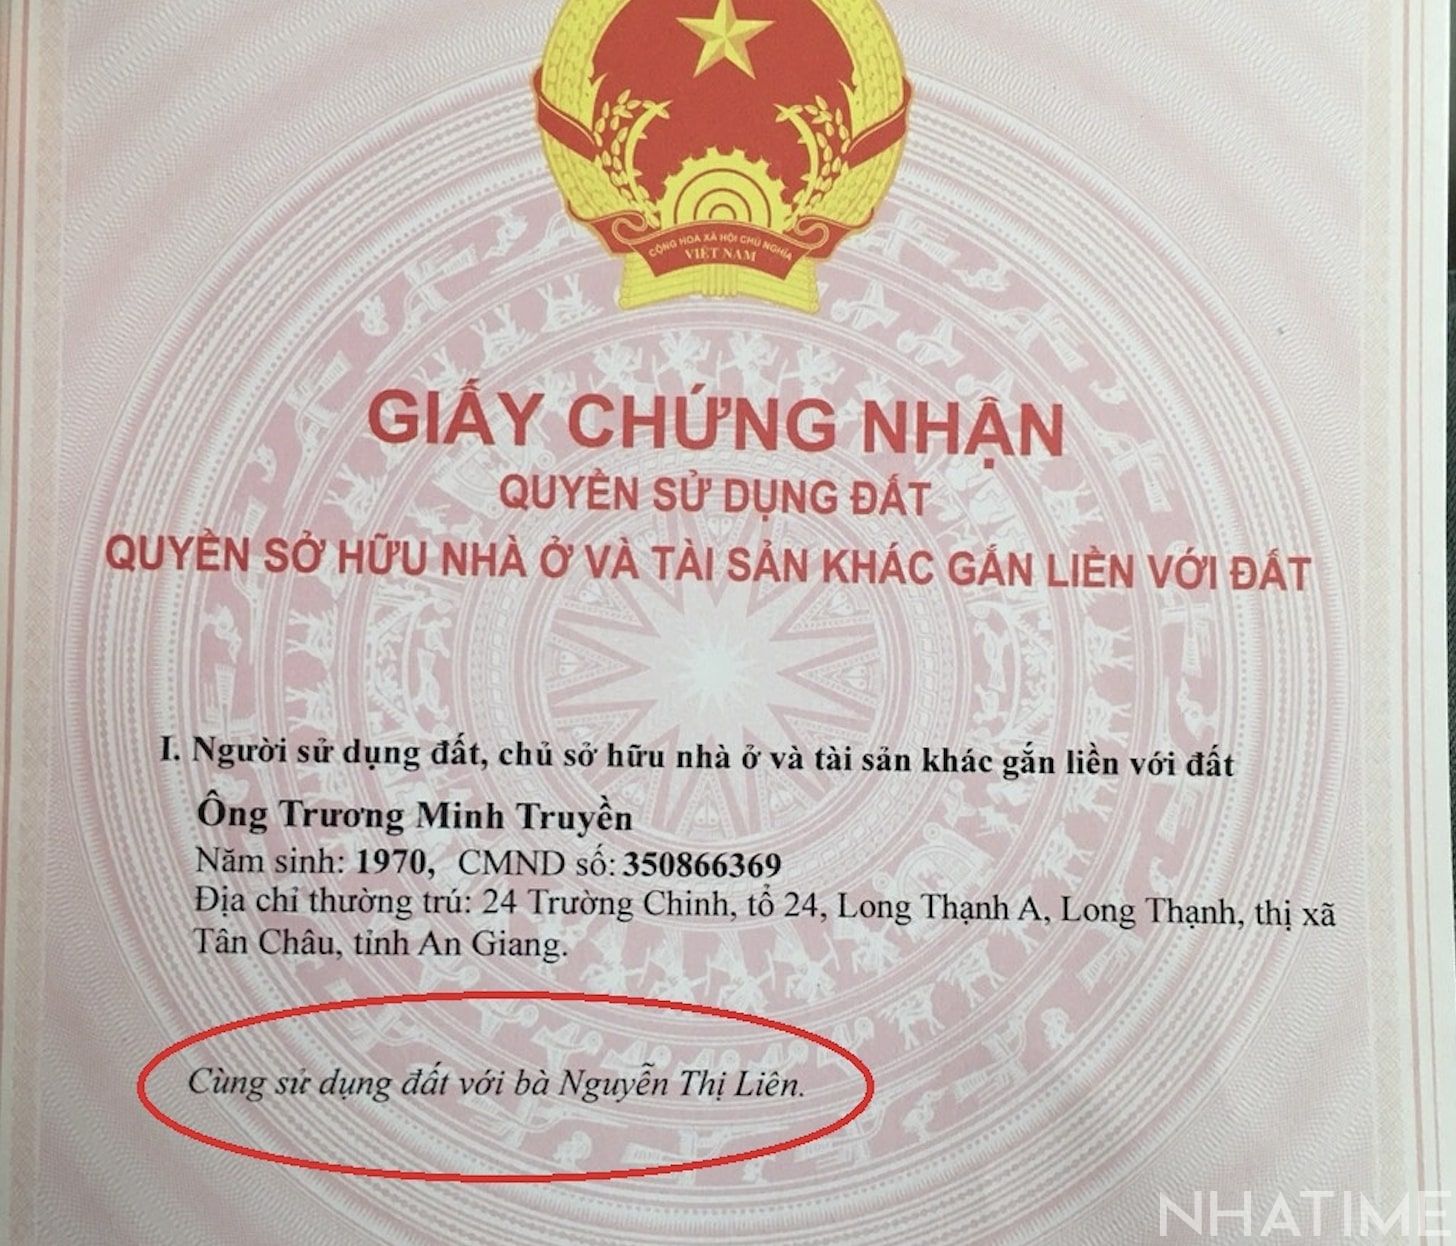 CỘNG HOA XÃ HỘI CHỦ NGHĨA
VIỆT NAM
GIẤY CHỨNG NHẬN
QUYỀN SỬ DỤNG ĐẤT
QUYỀN SỞ HỮU NHÀ Ở VÀ TÀI SẢN KHÁC GẮN LIỀN VỚI ĐẤT
I. Người sử dụng đất, chủ sở hữu nhà ở và tài sản khác gắn liền với đất
Ông Trương Minh Truyền
Năm sinh: 1970, CMND số: 350866369
Địa chỉ thường trú: 24 Trường Chinh, tổ 24, Long Thạnh A, Long Thạnh, thị xã
Tân Châu, tỉnh An Giang.
Cùng sử dụng đất với bà Nguyễn Thị Liên.
NHATIME